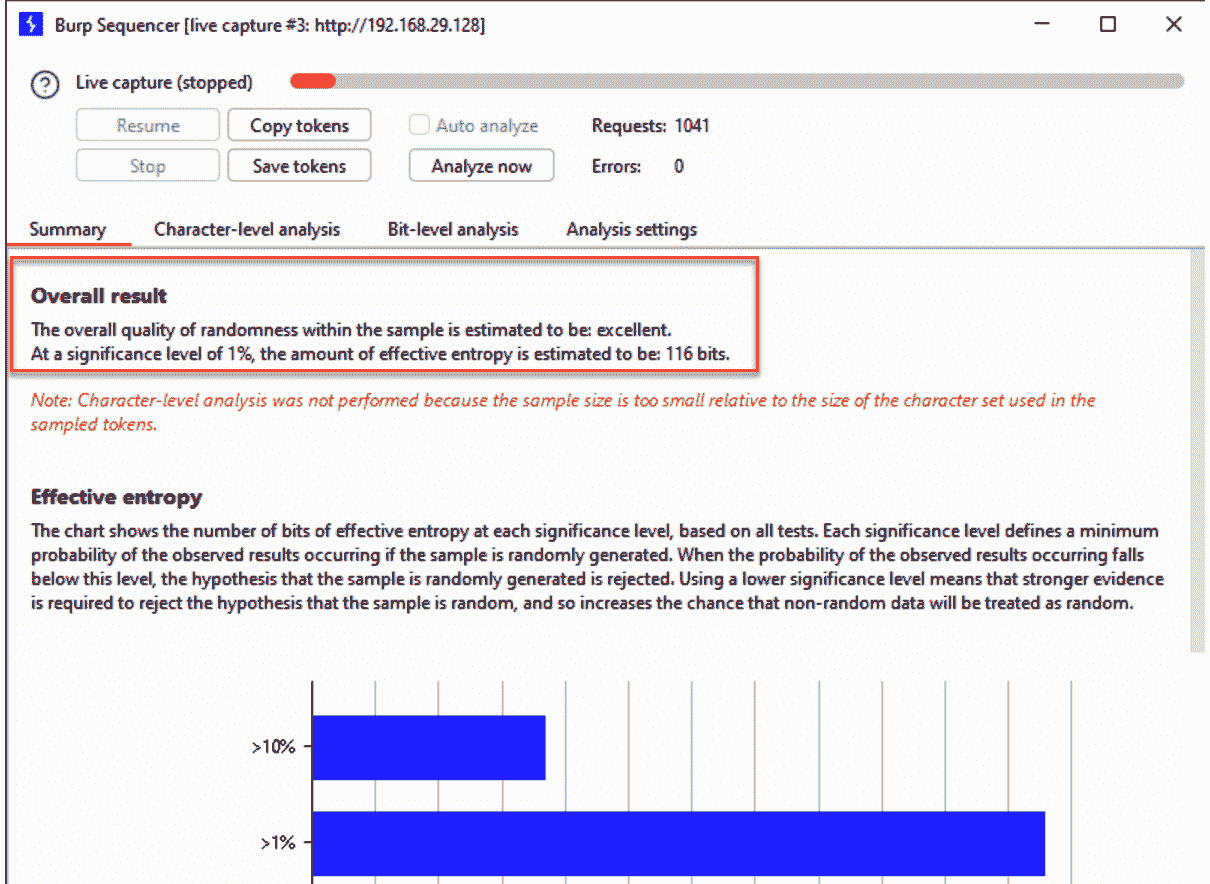 Burp Sequencer [live capture #3: http://192.168.29.128]
Live capture (stopped)
Resume Copy tokens Auto analyze Requests: 1041
Stop Save tokens Analyze now Errors: 0
Summary Character-level analysis Bit-level analysis Analysis settings
Overall result
The overall quality of randomness within the sample is estimated to be: excellent.
At a significance level of 1%, the amount of effective entropy is estimated to be: 116 bits.
Note: Character-level analysis was not performed because the sample size is too small relative to the size of the character set used in the
sampled tokens.
Effective entropy
The chart shows the number of bits of effective entropy at each significance level, based on all tests. Each significance level defines a minimum
probability of the observed results occurring if the sample is randomly generated. When the probability of the observed results occurring falls
below this level, the hypothesis that the sample is randomly generated is rejected. Using a lower significance level means that stronger evidence
is required to reject the hypothesis that the sample is random, and so increases the chance that non-random data will be treated as random.
>10%
>1%